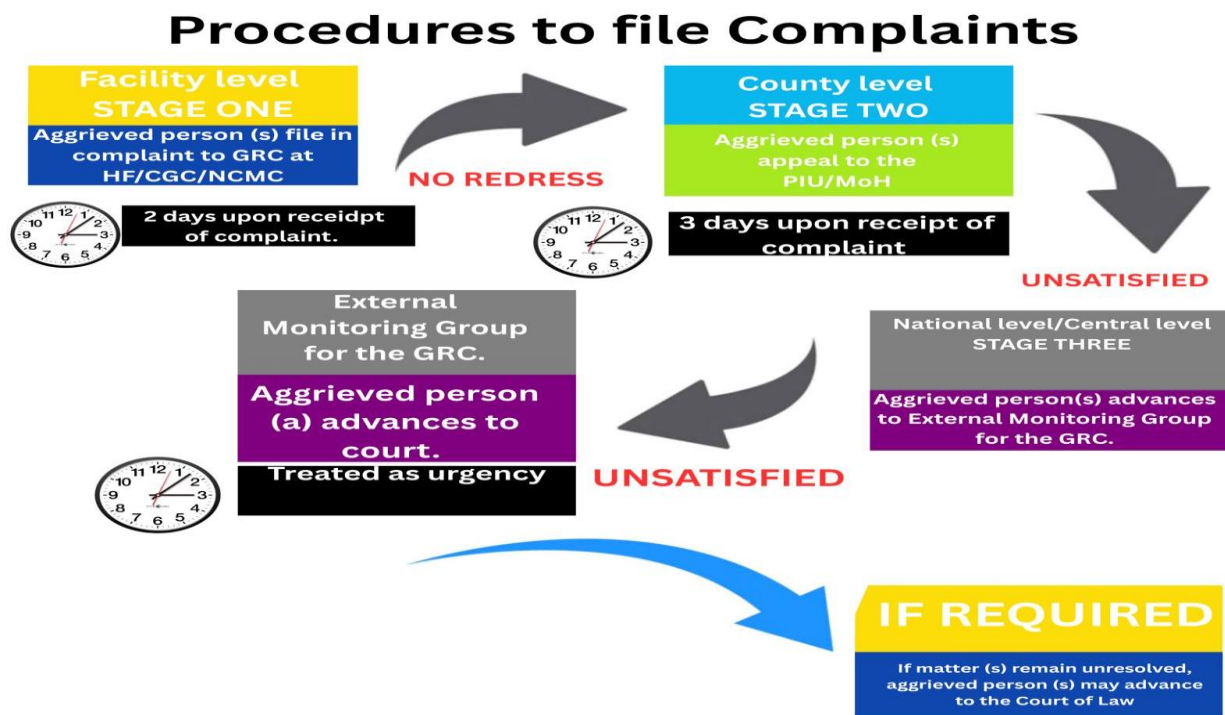 Procedures to file Complaints
Facility level
STAGE ONE
Aggrieved person (s) file in
complaint to GRC at
HF/CGC/NCMC
2 days upon receidpt
of complaint.
NO REDRESS
County level
STAGE TWO
Aggrieved person (s)
appeal to the
PIU/MoH
3 days upon receipt of
complaint
UNSATISFIED
National level/Central level
STAGE THREE
Aggrieved person(s) advances
to External Monitoring Group
for the GRC.
UNSATISFIED
External
Monitoring Group
for the GRC.
Aggrieved person
(a) advances to
court.
Treated as urgency
IF REQUIRED
If matter (s) remain unresolved,
aggrieved person (s) may advance
to the Court of Law